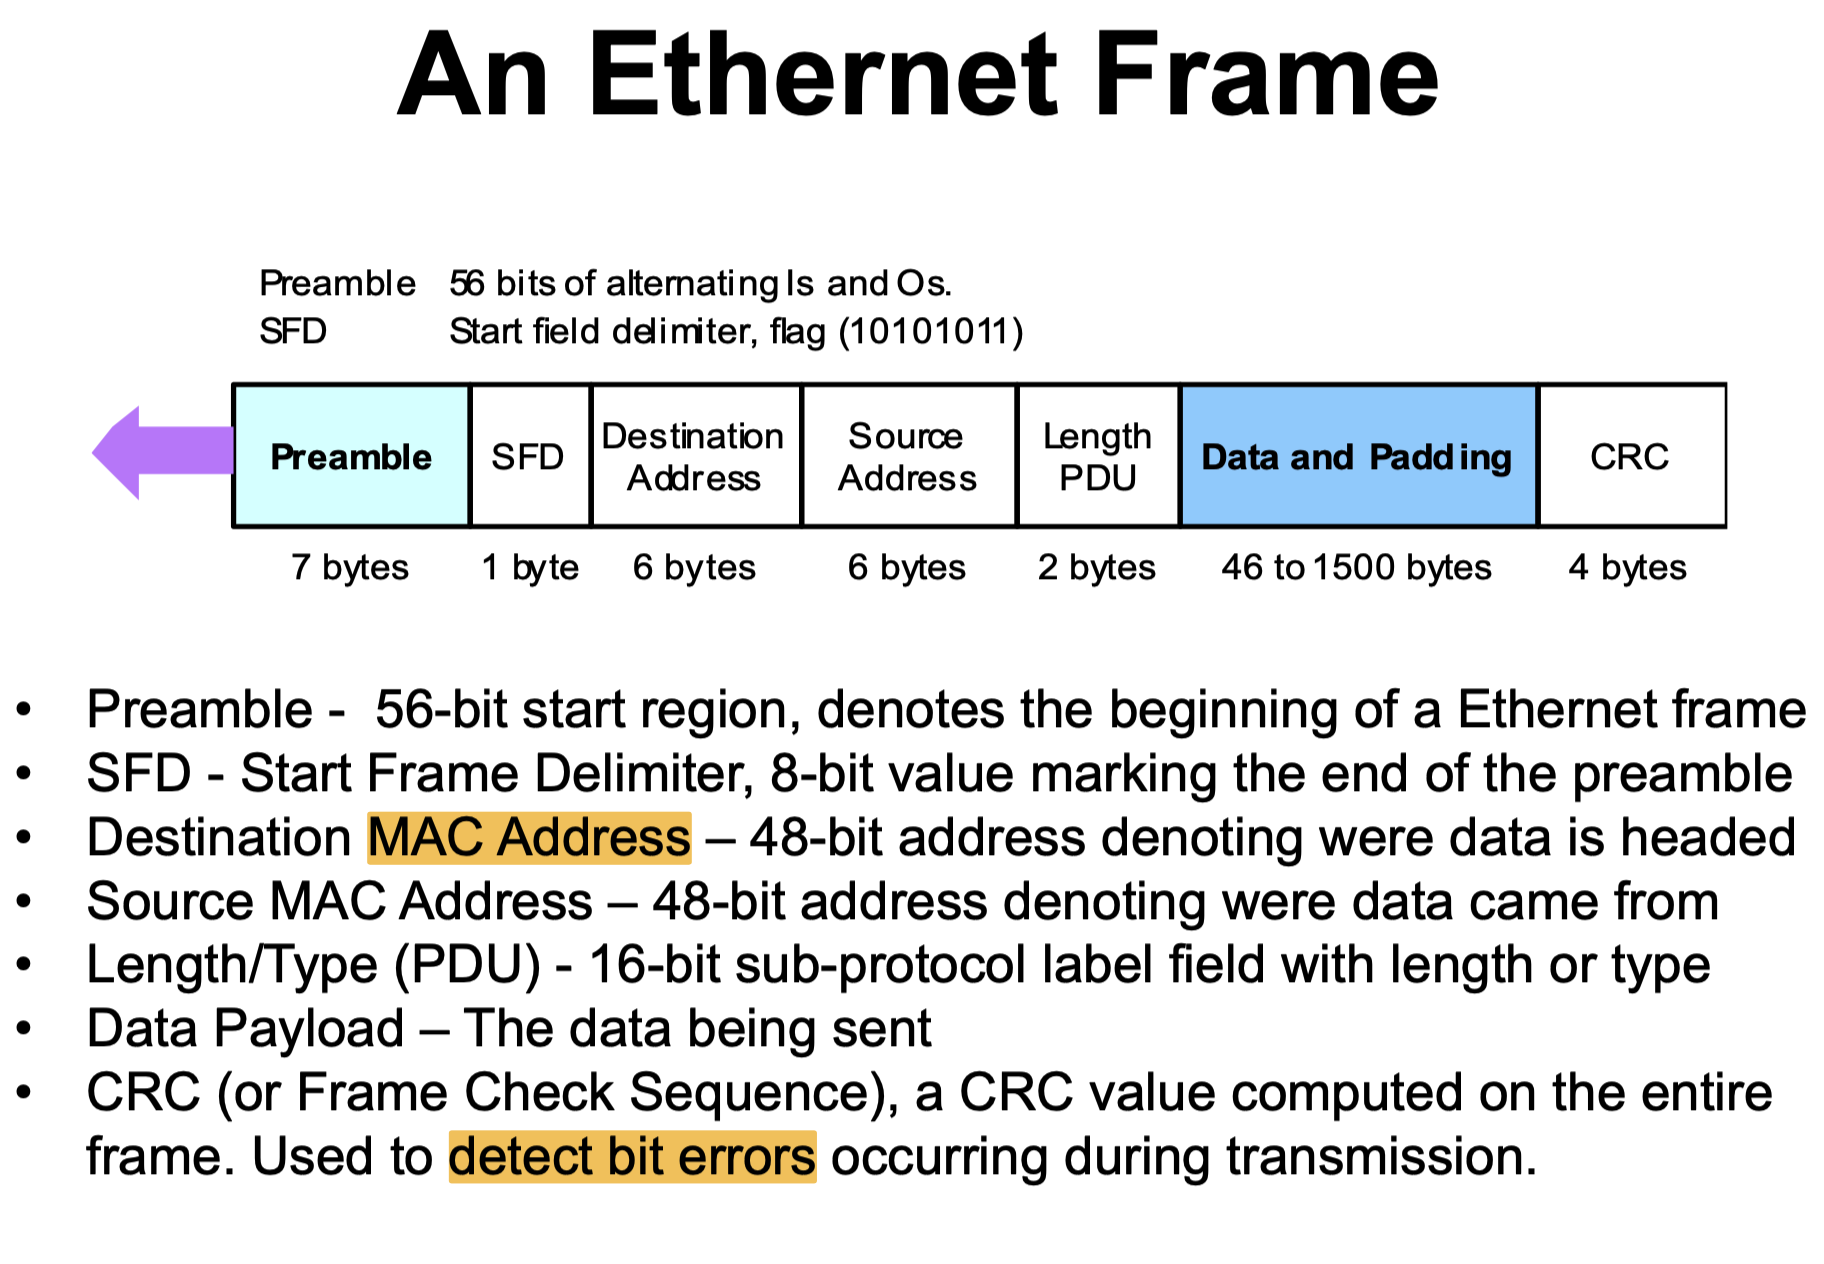 An Ethernet Frame
Preamble 56 bits of alternating Is and Os.
SFD Start field delimiter, flag (10101011)
Preamble
SFD
Destination
Address
Source
Address
Length
PDU
Data and Padding
CRC
7 bytes
1 byte
6 bytes
6 bytes
2 bytes
46 to 1500 bytes
4 bytes
• Preamble - 56-bit start region, denotes the beginning of a Ethernet frame
• SFD - Start Frame Delimiter, 8-bit value marking the end of the preamble
• Destination MAC Address – 48-bit address denoting were data is headed
• Source MAC Address – 48-bit address denoting were data came from
• Length/Type (PDU) - 16-bit sub-protocol label field with length or type
• Data Payload – The data being sent
• CRC (or Frame Check Sequence), a CRC value computed on the entire
frame. Used to detect bit errors occurring during transmission.